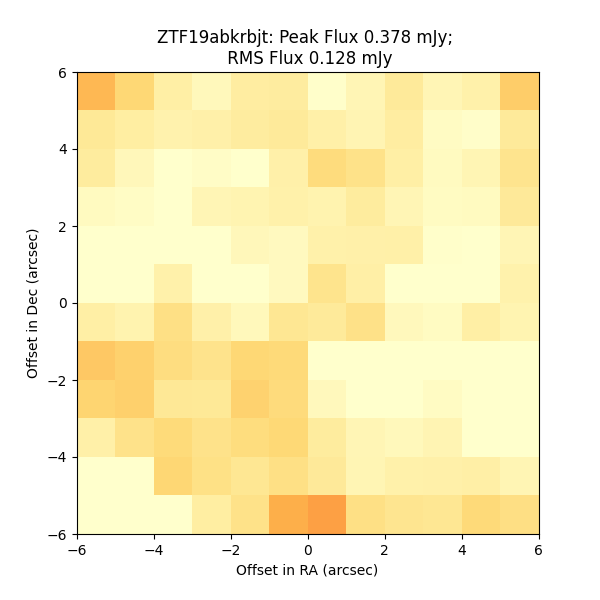 ZTF19abkrbjt: Peak Flux 0.378 mJy;
RMS Flux 0.128 mJy
6
4
2
0
−2
−4
−6
Offset in Dec (arcsec)
−6 −4 −2 0 2 4 6
Offset in RA (arcsec)